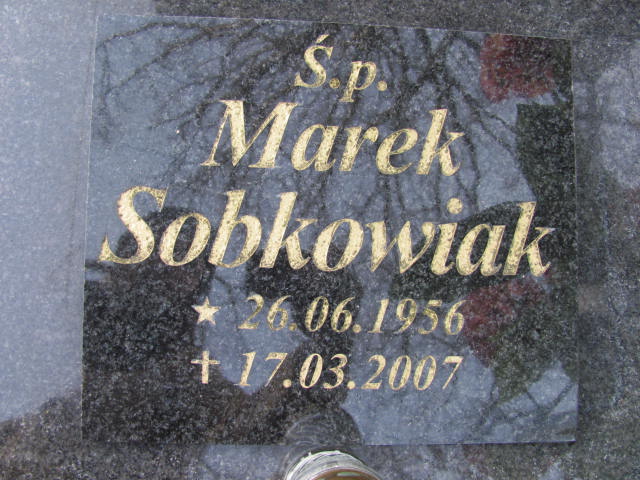 Ś.p.
Marek
Sobkowiak
★ 26.06.1956
✝ 17.03.2007